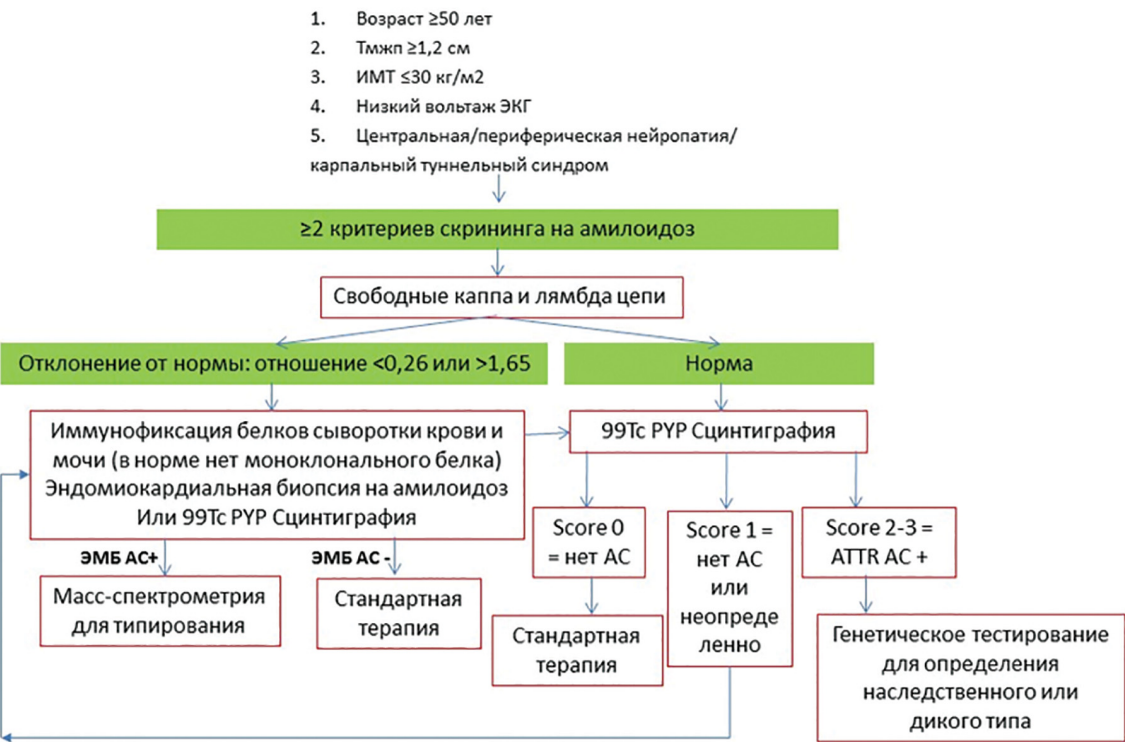 1. Возраст ≥50 лет
2. Тмжп ≥1,2 см
3. ИМТ ≤30 кг/м2
4. Низкий вольтаж ЭКГ
5. Центральная/периферическая нейропатия/
карпальный туннельный синдром
≥2 критериев скрининга на амилоидоз
Свободные каппа и лямбда цепи
Отклонение от нормы: отношение <0,26 или >1,65
Норма
Иммунофиксация белков сыворотки крови и
мочи (в норме нет моноклонального белка)
Эндомиокардиальная биопсия на амилоидоз
Или 99Tc PYP Сцинтиграфия
99Tc PYP Сцинтиграфия
ЭМБ АС+
ЭМБ АС -
Масс-спектрометрия
для типирования
Стандартная
терапия
Score 0
= нет АС
Стандартная
терапия
Score 1 =
нет АС
или
неопреде
ленно
Score 2-3 =
ATTR АС +
Генетическое тестирование
для определения
наследственного или
дикого типа